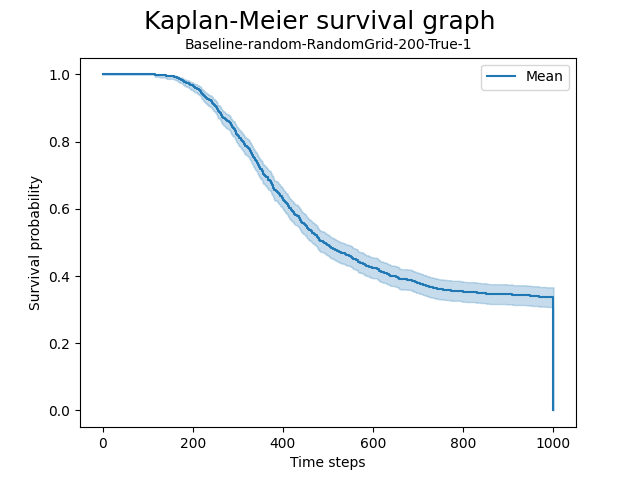 Kaplan-Meier survival graph
Baseline-random-RandomGrid-200-True-1
Mean
Survival probability
1.0
0.8
0.6
0.4
0.2
0.0
0 200 400 600 800 1000
Time steps